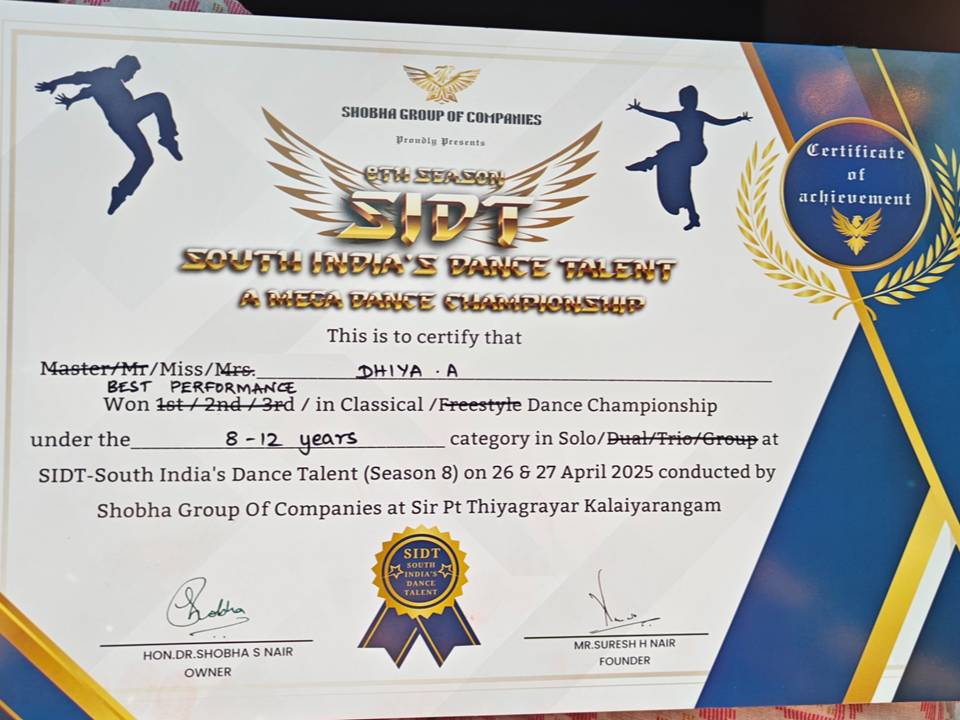 SHOBHA GROUP OF COMPANIES
Proudly Presents
8TH SEASON
SIDT
SOUTH INDIA'S DANCE TALENT
A MEGA DANCE CHAMPIONSHIP
Certificate
of
achievement
This is to certify that
Master/Mr/Miss/Mrs. DHIYA . A
BEST PERFORMANCE
Won 1st / 2nd / 3rd / in Classical /Freestyle Dance Championship
under the 8-12 years category in Solo/Dual/Trio/Group at
SIDT-South India's Dance Talent (Season 8) on 26 & 27 April 2025 conducted by
Shobha Group Of Companies at Sir Pt Thiyagrayar Kalaiyarangam
SIDT
SOUTH
INDIA'S
DANCE
TALENT
Shobha
HON.DR.SHOBHA S NAIR
OWNER
MR.SURESH H NAIR
FOUNDER